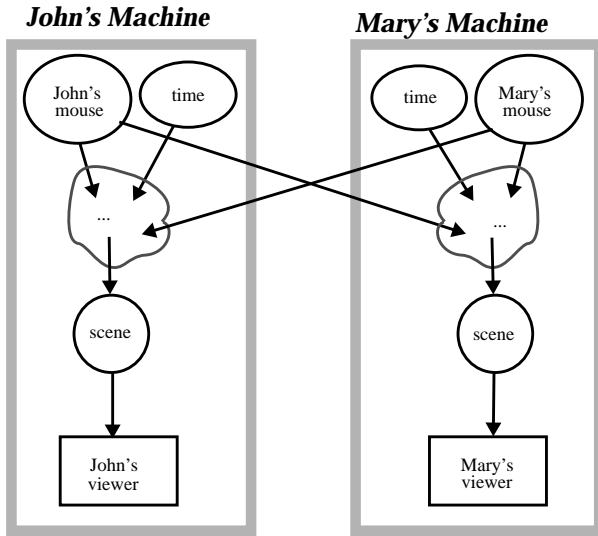 John's Machine
John's
mouse
time
...
scene
John's
viewer
Mary's Machine
time
Mary's
mouse
...
scene
Mary's
viewer